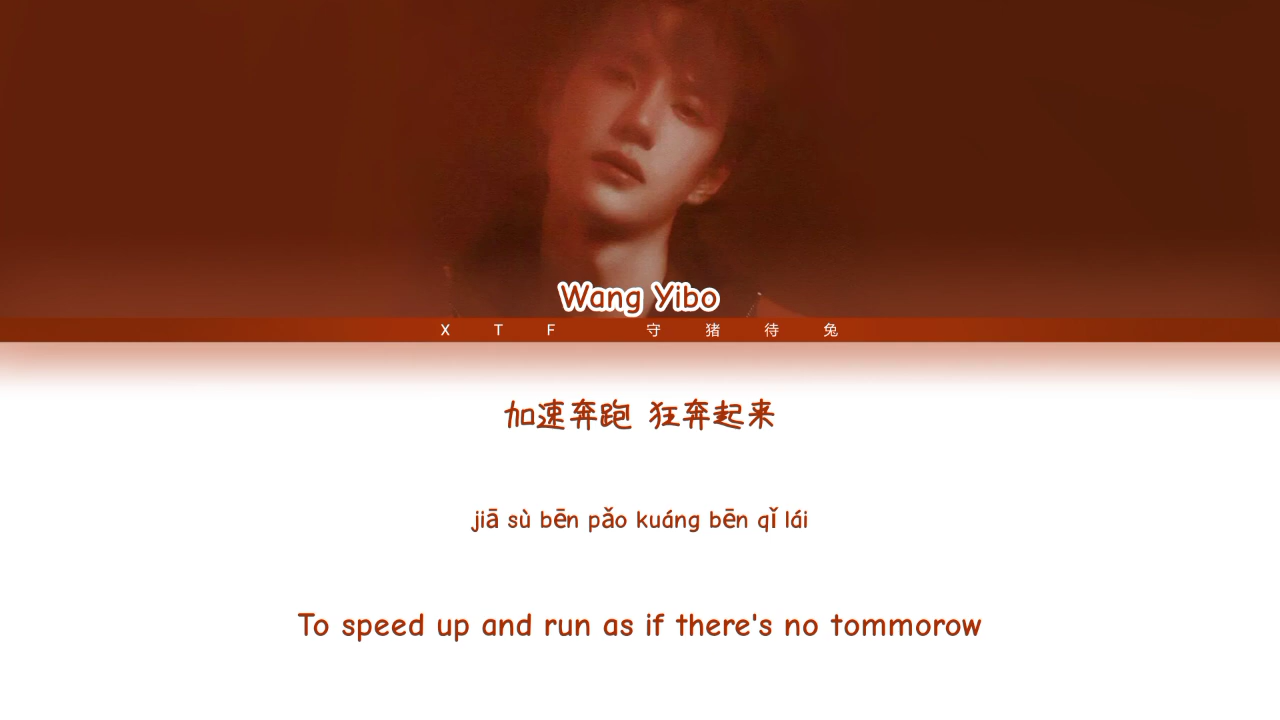 Wang Yibo
X T F 守 猪 待 兔
加速奔跑 狂奔起来
jiā sù bēn pǎo kuáng bēn qǐ lái
To speed up and run as if there's no tommorow